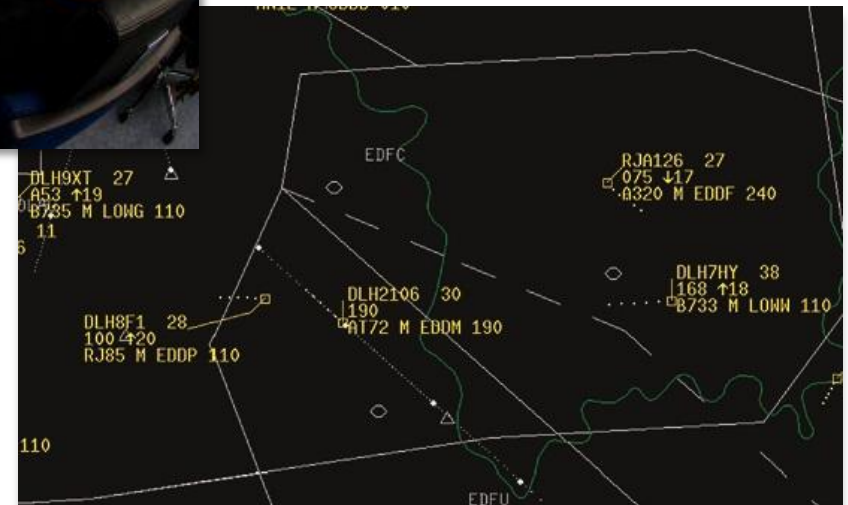 EDFC
RJA126 27
075 ↓17
A320 M EDDF 240
DLH9XT 27
A53 ↑19
B735 M LOWG 110
11
6
DLH7HY 38
168 ↑18
B733 M LOWW 110
DLH2106 30
190
AT72 M EDDM 190
DLH8F1 28
100 ↑20
RJ85 M EDDP 110
110
EDFU